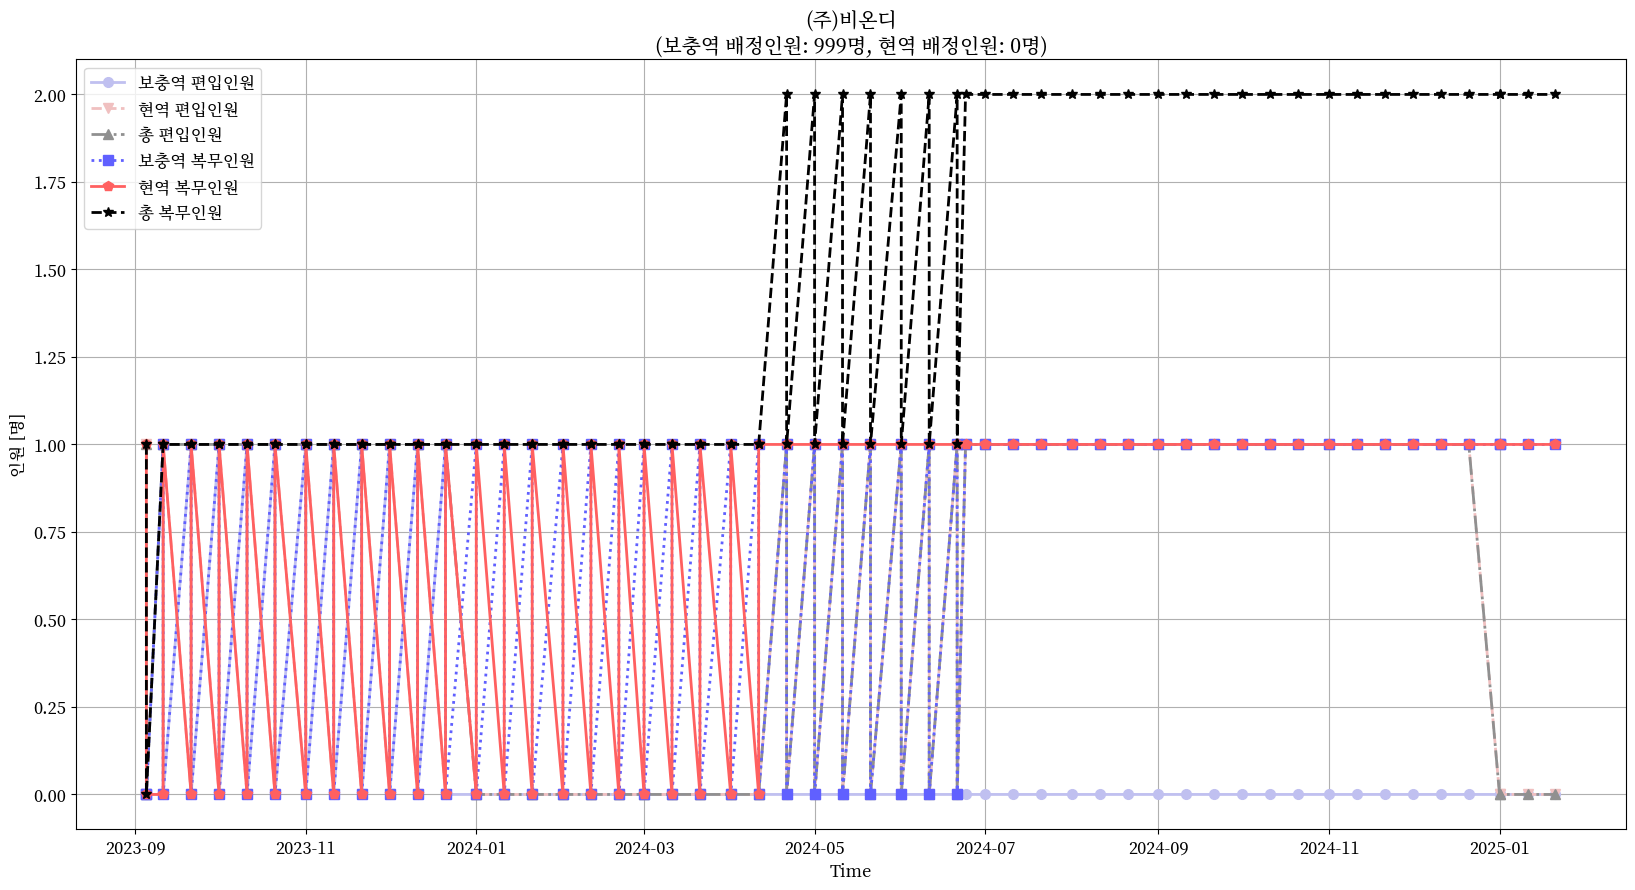 (주)비온디
(보충역 배정인원: 999명, 현역 배정인원: 0명)
보충역 편입인원
현역 편입인원
총 편입인원
보충역 복무인원
현역 복무인원
총 복무인원
2.00
1.75
1.50
1.25
1.00
0.75
0.50
0.25
0.00
인원 [명]
2023-09 2023-11 2024-01 2024-03 2024-05 2024-07 2024-09 2024-11 2025-01
Time